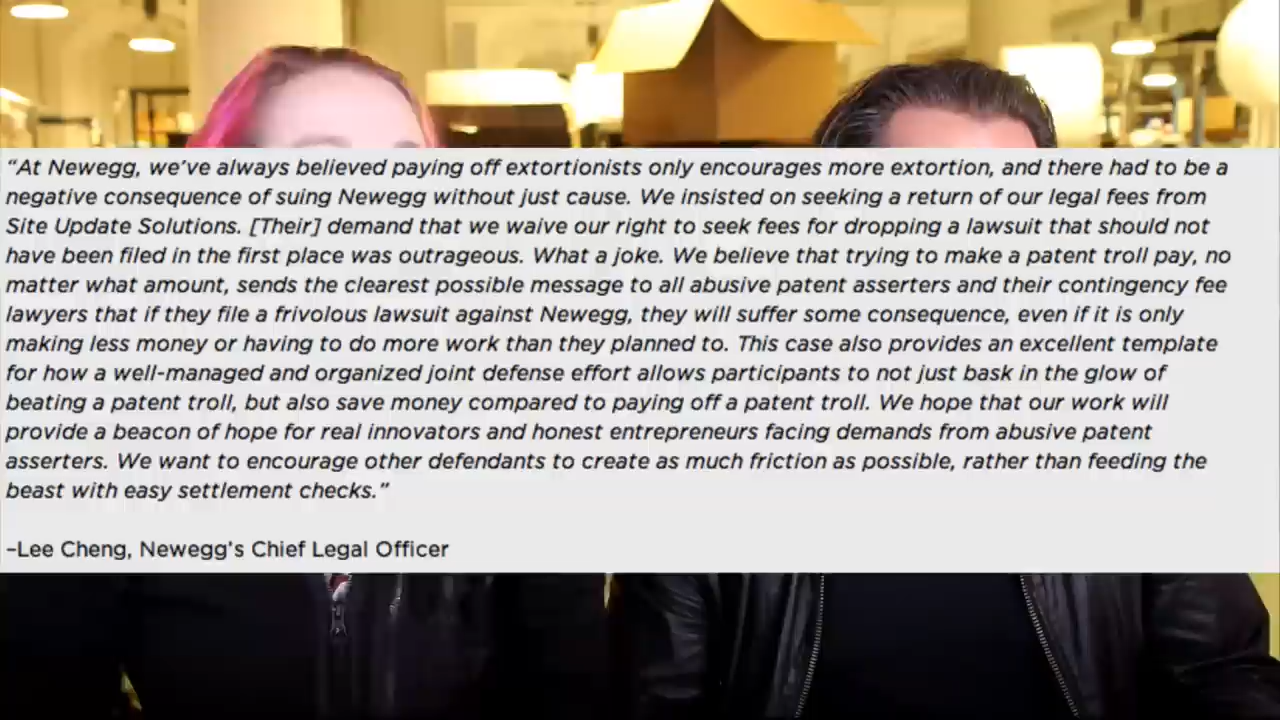 “At Newegg, we’ve always believed paying off extortionists only encourages more extortion, and there had to be a
negative consequence of suing Newegg without just cause. We insisted on seeking a return of our legal fees from
Site Update Solutions. [Their] demand that we waive our right to seek fees for dropping a lawsuit that should not
have been filed in the first place was outrageous. What a joke. We believe that trying to make a patent troll pay, no
matter what amount, sends the clearest possible message to all abusive patent asserters and their contingency fee
lawyers that if they file a frivolous lawsuit against Newegg, they will suffer some consequence, even if it is only
making less money or having to do more work than they planned to. This case also provides an excellent template
for how a well-managed and organized joint defense effort allows participants to not just bask in the glow of
beating a patent troll, but also save money compared to paying off a patent troll. We hope that our work will
provide a beacon of hope for real innovators and honest entrepreneurs facing demands from abusive patent
asserters. We want to encourage other defendants to create as much friction as possible, rather than feeding the
beast with easy settlement checks.”
–Lee Cheng, Newegg’s Chief Legal Officer